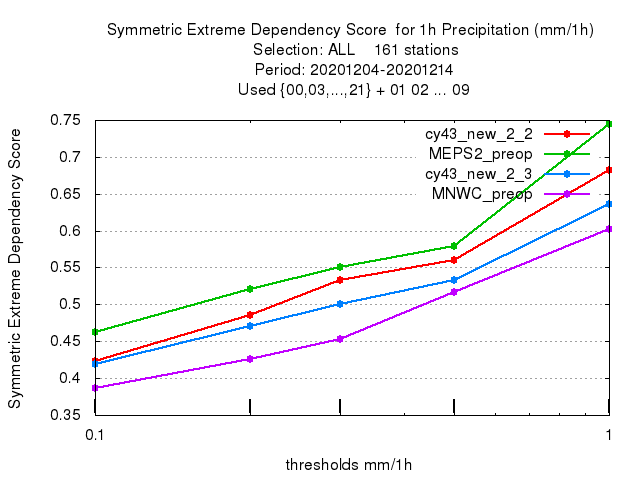 Symmetric Extreme Dependency Score  for 1h Precipitation (mm/1h)
Selection: ALL    161 stations
Period: 20201204-20201214
Used {00,03,...,21} + 01 02 ... 09
Symmetric Extreme Dependency Score
0.75
0.7
0.65
0.6
0.55
0.5
0.45
0.4
0.35
cy43_new_2_2
MEPS2_preop
cy43_new_2_3
MNWC_preop
0.1
1
thresholds mm/1h